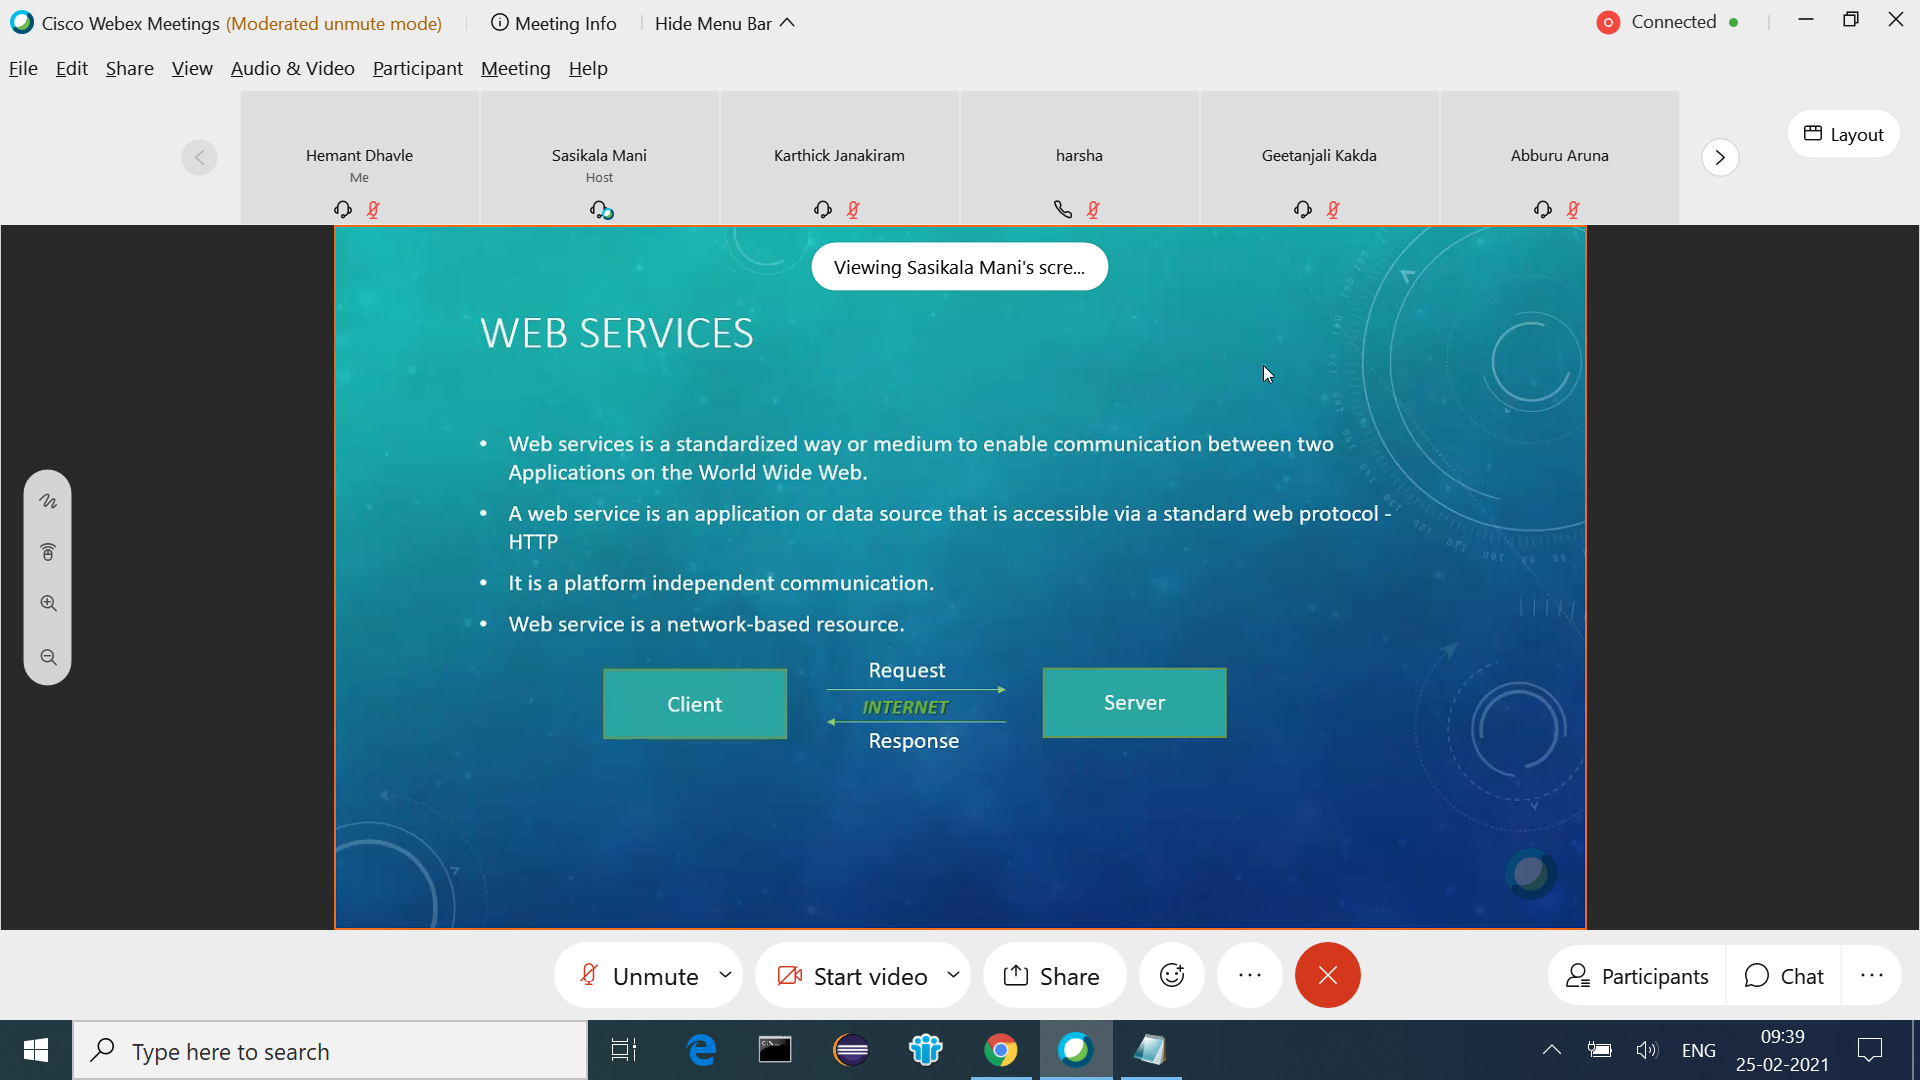 Cisco Webex Meetings (Moderated unmute mode) Meeting Info Hide Menu Bar Connected
File Edit Share View Audio & Video Participant Meeting Help
Layout
Hemant Dhavle Sasikala Mani Karthick Janakiram harsha Geetanjali Kakda Abburu Aruna
Me Host
Viewing Sasikala Mani's scre...
WEB SERVICES
• Web services is a standardized way or medium to enable communication between two
Applications on the World Wide Web.
• A web service is an application or data source that is accessible via a standard web protocol -
HTTP
• It is a platform independent communication.
• Web service is a network-based resource.
Request
Client INTERNET Server
Response
Unmute Start video Share Participants Chat
Type here to search
ENG
09:39
25-02-2021